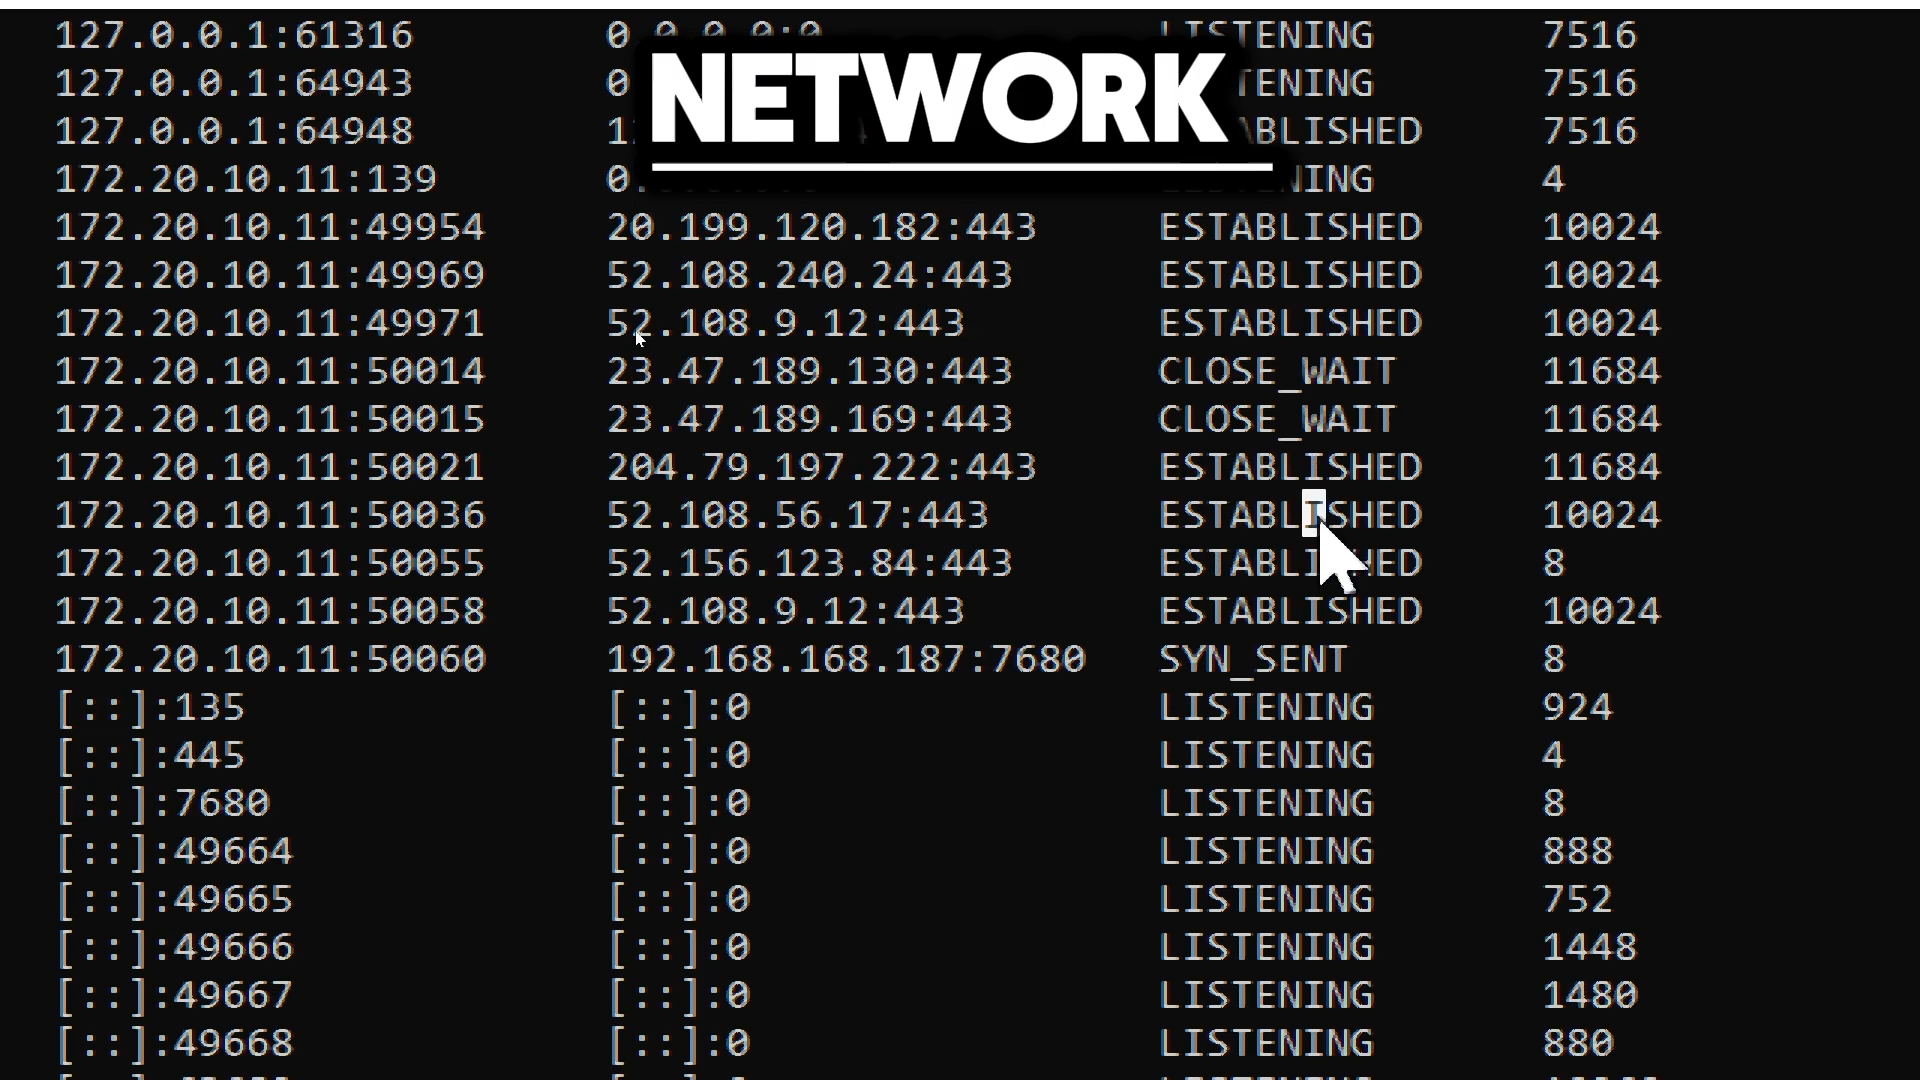 NETWORK
127.0.0.1:61316 LISTENING 7516
127.0.0.1:64943 7516
127.0.0.1:64948 7516
172.20.10.11:139 4
172.20.10.11:49954 20.199.120.182:443 ESTABLISHED 10024
172.20.10.11:49969 52.108.240.24:443 ESTABLISHED 10024
172.20.10.11:49971 52.108.9.12:443 ESTABLISHED 10024
172.20.10.11:50014 23.47.189.130:443 CLOSE_WAIT 11684
172.20.10.11:50015 23.47.189.169:443 CLOSE_WAIT 11684
172.20.10.11:50021 204.79.197.222:443 ESTABLISHED 11684
172.20.10.11:50036 52.108.56.17:443 ESTABLISHED 10024
172.20.10.11:50055 52.156.123.84:443 ESTABLISHED 8
172.20.10.11:50058 52.108.9.12:443 ESTABLISHED 10024
172.20.10.11:50060 192.168.168.187:7680 SYN_SENT 8
[::]:135 [::]:0 LISTENING 924
[::]:445 [::]:0 LISTENING 4
[::]:7680 [::]:0 LISTENING 8
[::]:49664 [::]:0 LISTENING 888
[::]:49665 [::]:0 LISTENING 752
[::]:49666 [::]:0 LISTENING 1448
[::]:49667 [::]:0 LISTENING 1480
[::]:49668 [::]:0 LISTENING 880